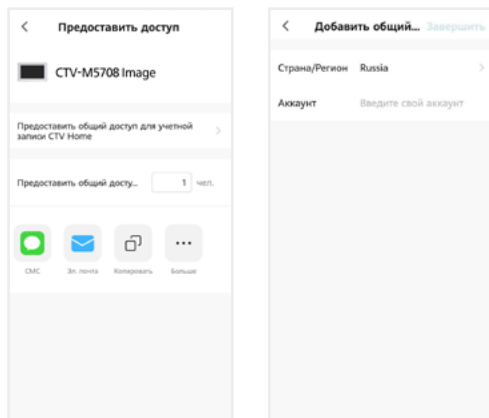 Предоставить доступ
CTV-M5708 Image
Предоставить общий доступ для учетной
записи CTV Home
Предоставить общий досту... 1 чел.
СМС Эл. почта Копировать Больше
Добавить общий... Завершить
Страна/Регион Russia
Аккаунт Введите свой аккаунт